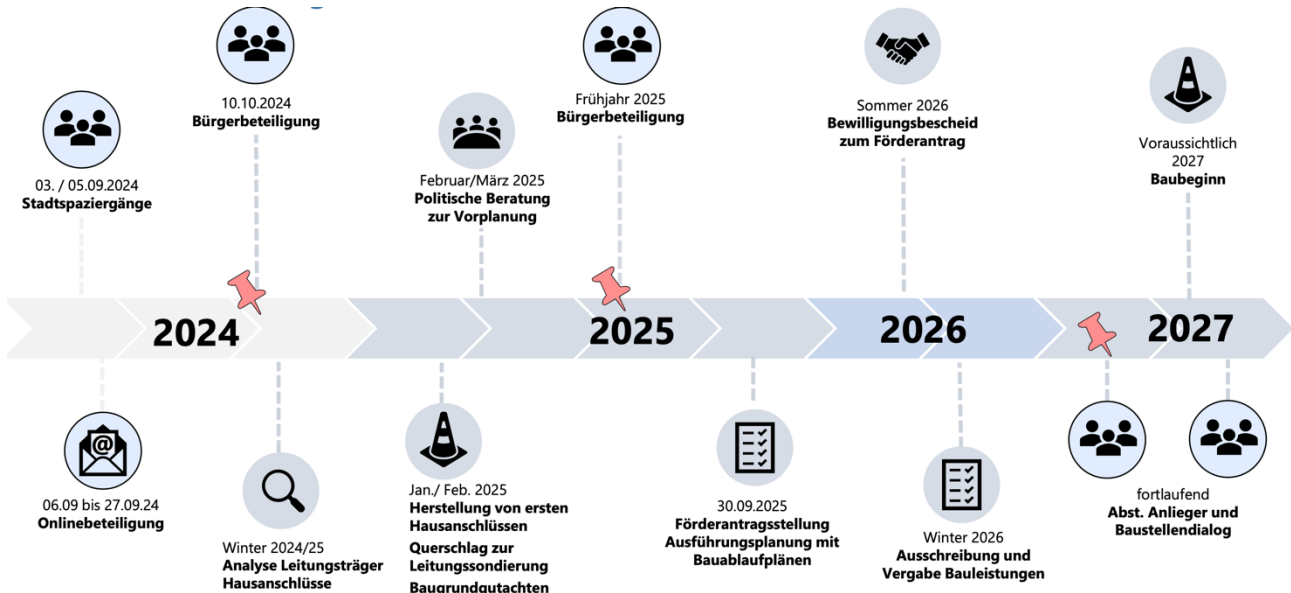 03. / 05.09.2024
Stadtspaziergänge
10.10.2024
Bürgerbeteiligung
Februar/März 2025
Politische Beratung
zur Vorplanung
Frühjahr 2025
Bürgerbeteiligung
Sommer 2026
Bewilligungsbescheid
zum Förderantrag
Voraussichtlich
2027
Baubeginn
2024
2025
2026
2027
@
06.09 bis 27.09.24
Onlinebeteiligung
Winter 2024/25
Analyse Leitungsträger
Hausanschlüsse
Jan./ Feb. 2025
Herstellung von ersten
Hausanschlüssen
Querschlag zur
Leitungssondierung
Baugrundgutachten
30.09.2025
Förderantragsstellung
Ausführungsplanung mit
Bauablaufplänen
Winter 2026
Ausschreibung und
Vergabe Bauleistungen
fortlaufend
Abst. Anlieger und
Baustellendialog